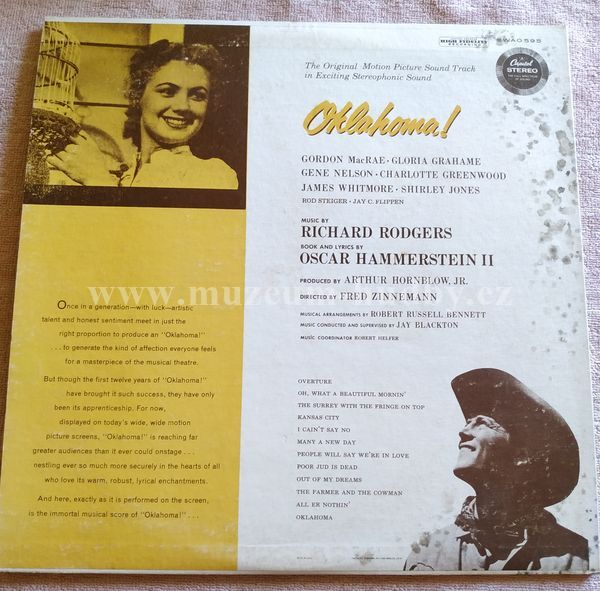 HIGH FIDELITY
SWAO 595
Capitol
STEREO
The Original Motion Picture Sound Track
in Exciting Stereophonic Sound
Oklahoma!
GORDON MacRAE · GLORIA GRAHAME
GENE NELSON · CHARLOTTE GREENWOOD
JAMES WHITMORE · SHIRLEY JONES
ROD STEIGER · JAY C. FLIPPEN
MUSIC BY
RICHARD RODGERS
BOOK AND LYRICS BY
OSCAR HAMMERSTEIN II
PRODUCED BY ARTHUR HORNBLOW, JR.
DIRECTED BY FRED ZINNEMANN
MUSICAL ARRANGEMENTS BY ROBERT RUSSELL BENNETT
MUSIC CONDUCTED AND SUPERVISED BY JAY BLACKTON
MUSIC COORDINATOR ROBERT HELFER
OVERTURE
OH, WHAT A BEAUTIFUL MORNIN'
THE SURREY WITH THE FRINGE ON TOP
KANSAS CITY
I CAIN'T SAY NO
MANY A NEW DAY
PEOPLE WILL SAY WE'RE IN LOVE
POOR JUD IS DEAD
OUT OF MY DREAMS
THE FARMER AND THE COWMAN
ALL ER NOTHIN'
OKLAHOMA
Once in a generation—with luck—artistic
talent and honest sentiment meet in just the
right proportion to produce an "Oklahoma!"
. . . to generate the kind of affection everyone feels
for a masterpiece of the musical theatre.
But though the first twelve years of "Oklahoma!"
have brought it such success, they have only
been its apprenticeship. For now,
displayed on today's wide, wide motion
picture screens, "Oklahoma!" is reaching far
greater audiences than it ever could onstage . . .
nestling ever so much more securely in the hearts of all
who love its warm, robust, lyrical enchantments.
And here, exactly as it is performed on the screen,
is the immortal musical score of "Oklahoma!" . . .